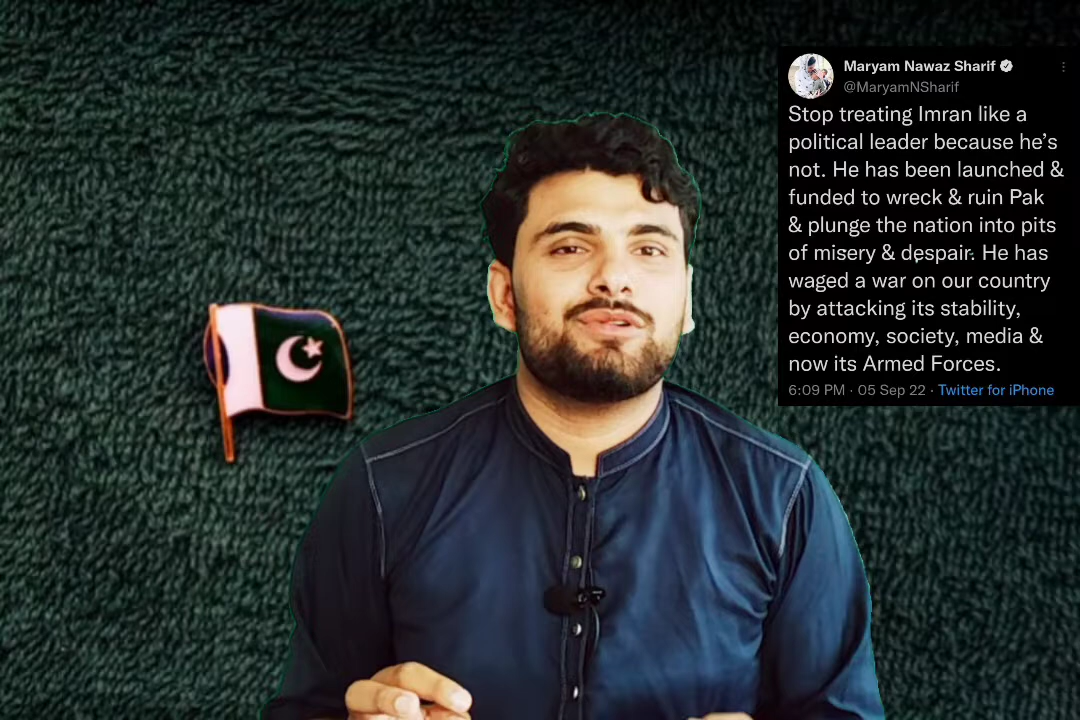 Maryam Nawaz Sharif
@MaryamNSharif
Stop treating Imran like a
political leader because he's
not. He has been launched &
funded to wreck & ruin Pak
& plunge the nation into pits
of misery & despair. He has
waged a war on our country
by attacking its stability,
economy, society, media &
now its Armed Forces.
6:09 PM · 05 Sep 22 · Twitter for iPhone